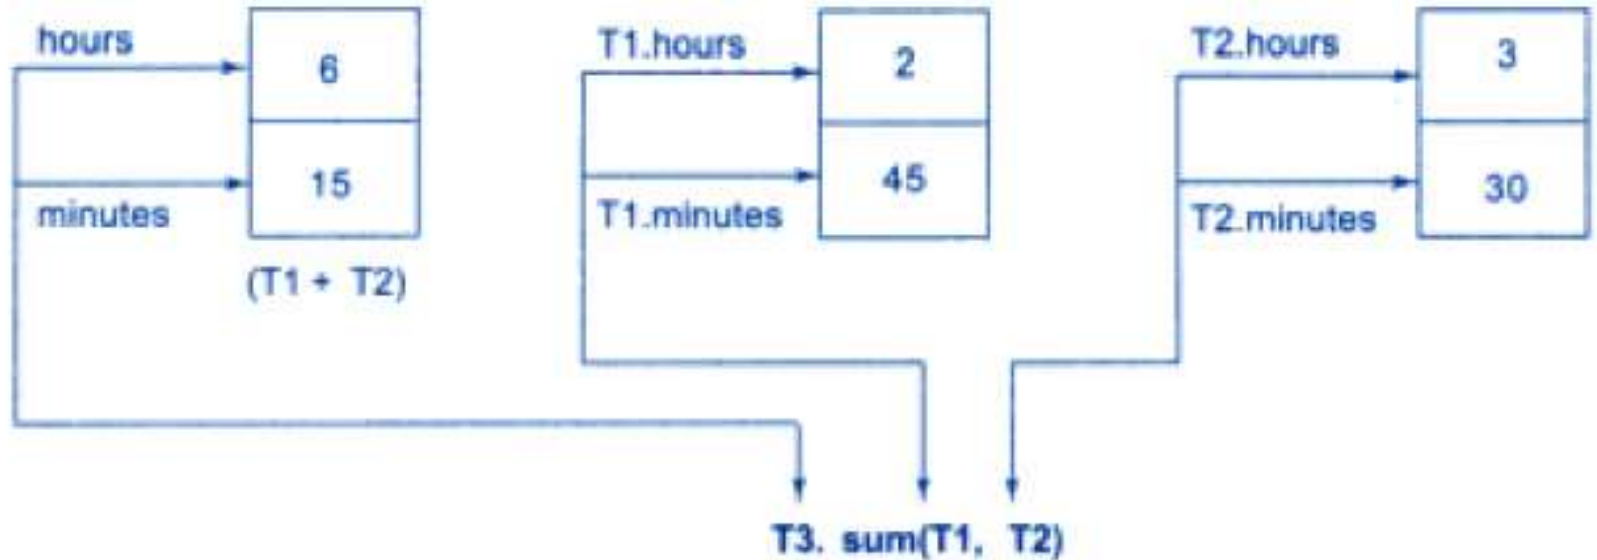 hours
6
T1.hours
2
T2.hours
3
minutes
15
T1.minutes
45
T2.minutes
30
(T1 + T2)
T3. sum(T1, T2)